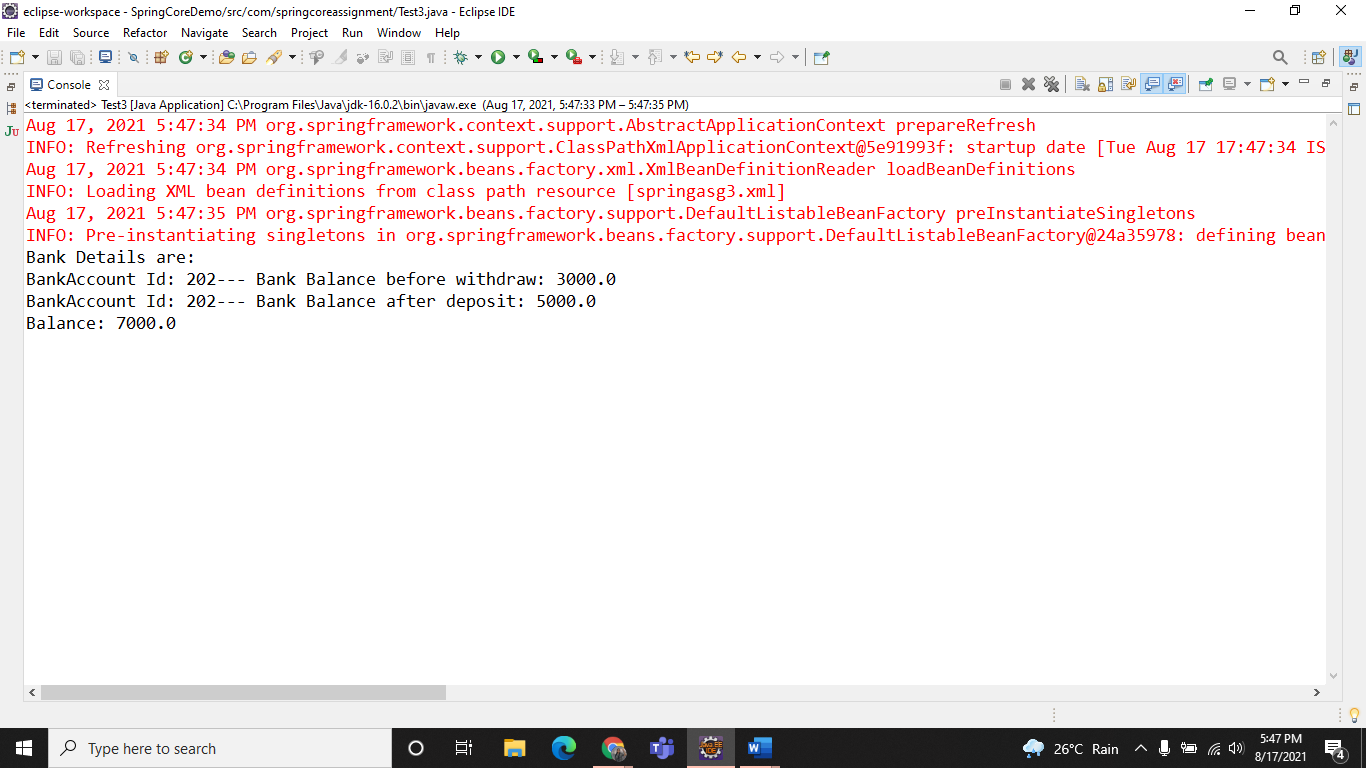 eclipse-workspace - SpringCoreDemo/src/com/springcoreassignment/Test3.java - Eclipse IDE
File Edit Source Refactor Navigate Search Project Run Window Help
Console
<terminated> Test3 [Java Application] C:\Program Files\Java\jdk-16.0.2\bin\javaw.exe (Aug 17, 2021, 5:47:33 PM – 5:47:35 PM)
Aug 17, 2021 5:47:34 PM org.springframework.context.support.AbstractApplicationContext prepareRefresh
INFO: Refreshing org.springframework.context.support.ClassPathXmlApplicationContext@5e91993f: startup date [Tue Aug 17 17:47:34 IS
Aug 17, 2021 5:47:34 PM org.springframework.beans.factory.xml.XmlBeanDefinitionReader loadBeanDefinitions
INFO: Loading XML bean definitions from class path resource [springasg3.xml]
Aug 17, 2021 5:47:35 PM org.springframework.beans.factory.support.DefaultListableBeanFactory preInstantiateSingletons
INFO: Pre-instantiating singletons in org.springframework.beans.factory.support.DefaultListableBeanFactory@24a35978: defining bean
Bank Details are:
BankAccount Id: 202--- Bank Balance before withdraw: 3000.0
BankAccount Id: 202--- Bank Balance after deposit: 5000.0
Balance: 7000.0
Type here to search
26°C Rain
5:47 PM
8/17/2021
4